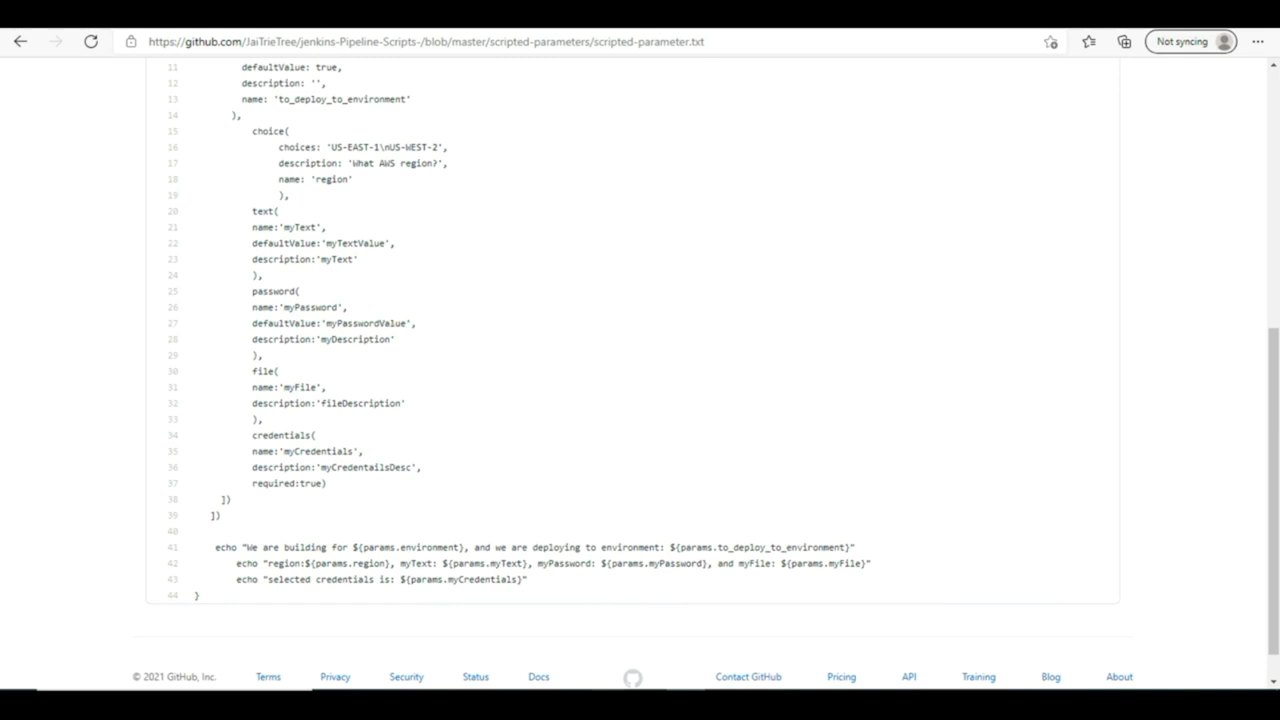 https://github.com/JaiTrieTree/jenkins-Pipeline-Scripts-/blob/master/scripted-parameters/scripted-parameter.txt
Not syncing
11 defaultValue: true,
12 description: '',
13 name: 'to_deploy_to_environment'
14 ),
15 choice(
16 choices: 'US-EAST-1\nUS-WEST-2',
17 description: 'What AWS region?',
18 name: 'region'
19 ),
20 text(
21 name:'myText',
22 defaultValue:'myTextValue',
23 description:'myText'
24 ),
25 password(
26 name:'myPassword',
27 defaultValue:'myPasswordValue',
28 description:'myDescription'
29 ),
30 file(
31 name:'myFile',
32 description:'fileDescription'
33 ),
34 credentials(
35 name:'myCredentials',
36 description:'myCredentailsDesc',
37 required:true)
38 ])
39 ])
40
41 echo "We are building for ${params.environment}, and we are deploying to environment: ${params.to_deploy_to_environment}"
42 echo "region:${params.region}, myText: ${params.myText}, myPassword: ${params.myPassword}, and myFile: ${params.myFile}"
43 echo "selected credentials is: ${params.myCredentials}"
44 }
© 2021 GitHub, Inc. Terms Privacy Security Status Docs Contact GitHub Pricing API Training Blog About